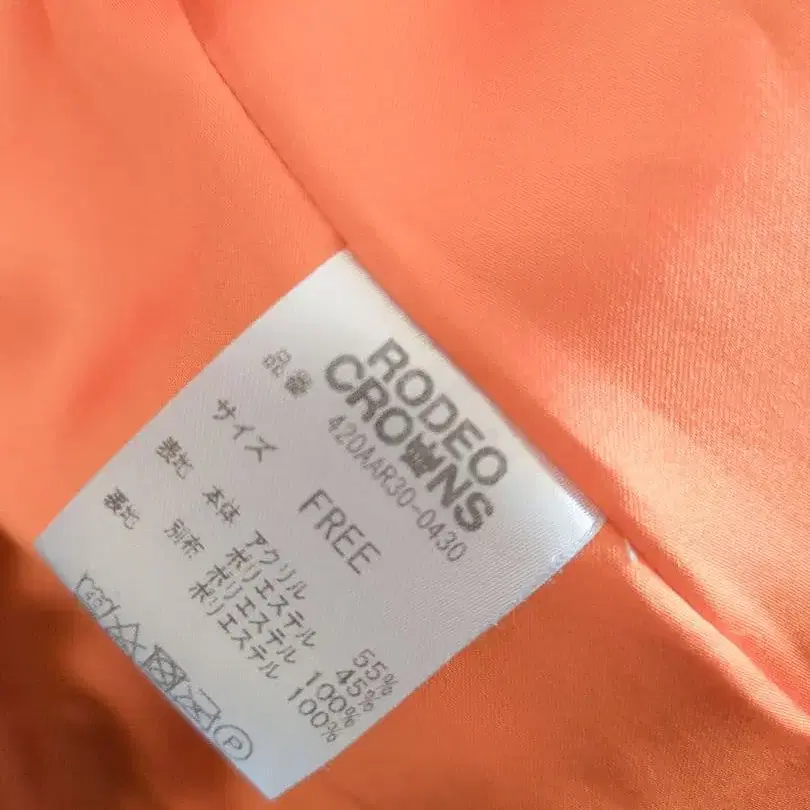 RODEO
CROWNS
品番 420AAR30-0430
サイズ FREE
表地 本体 アクリル 55%
ポリエステル 45%
別布 ポリエステル 100%
裏地 ポリエステル 100%
P